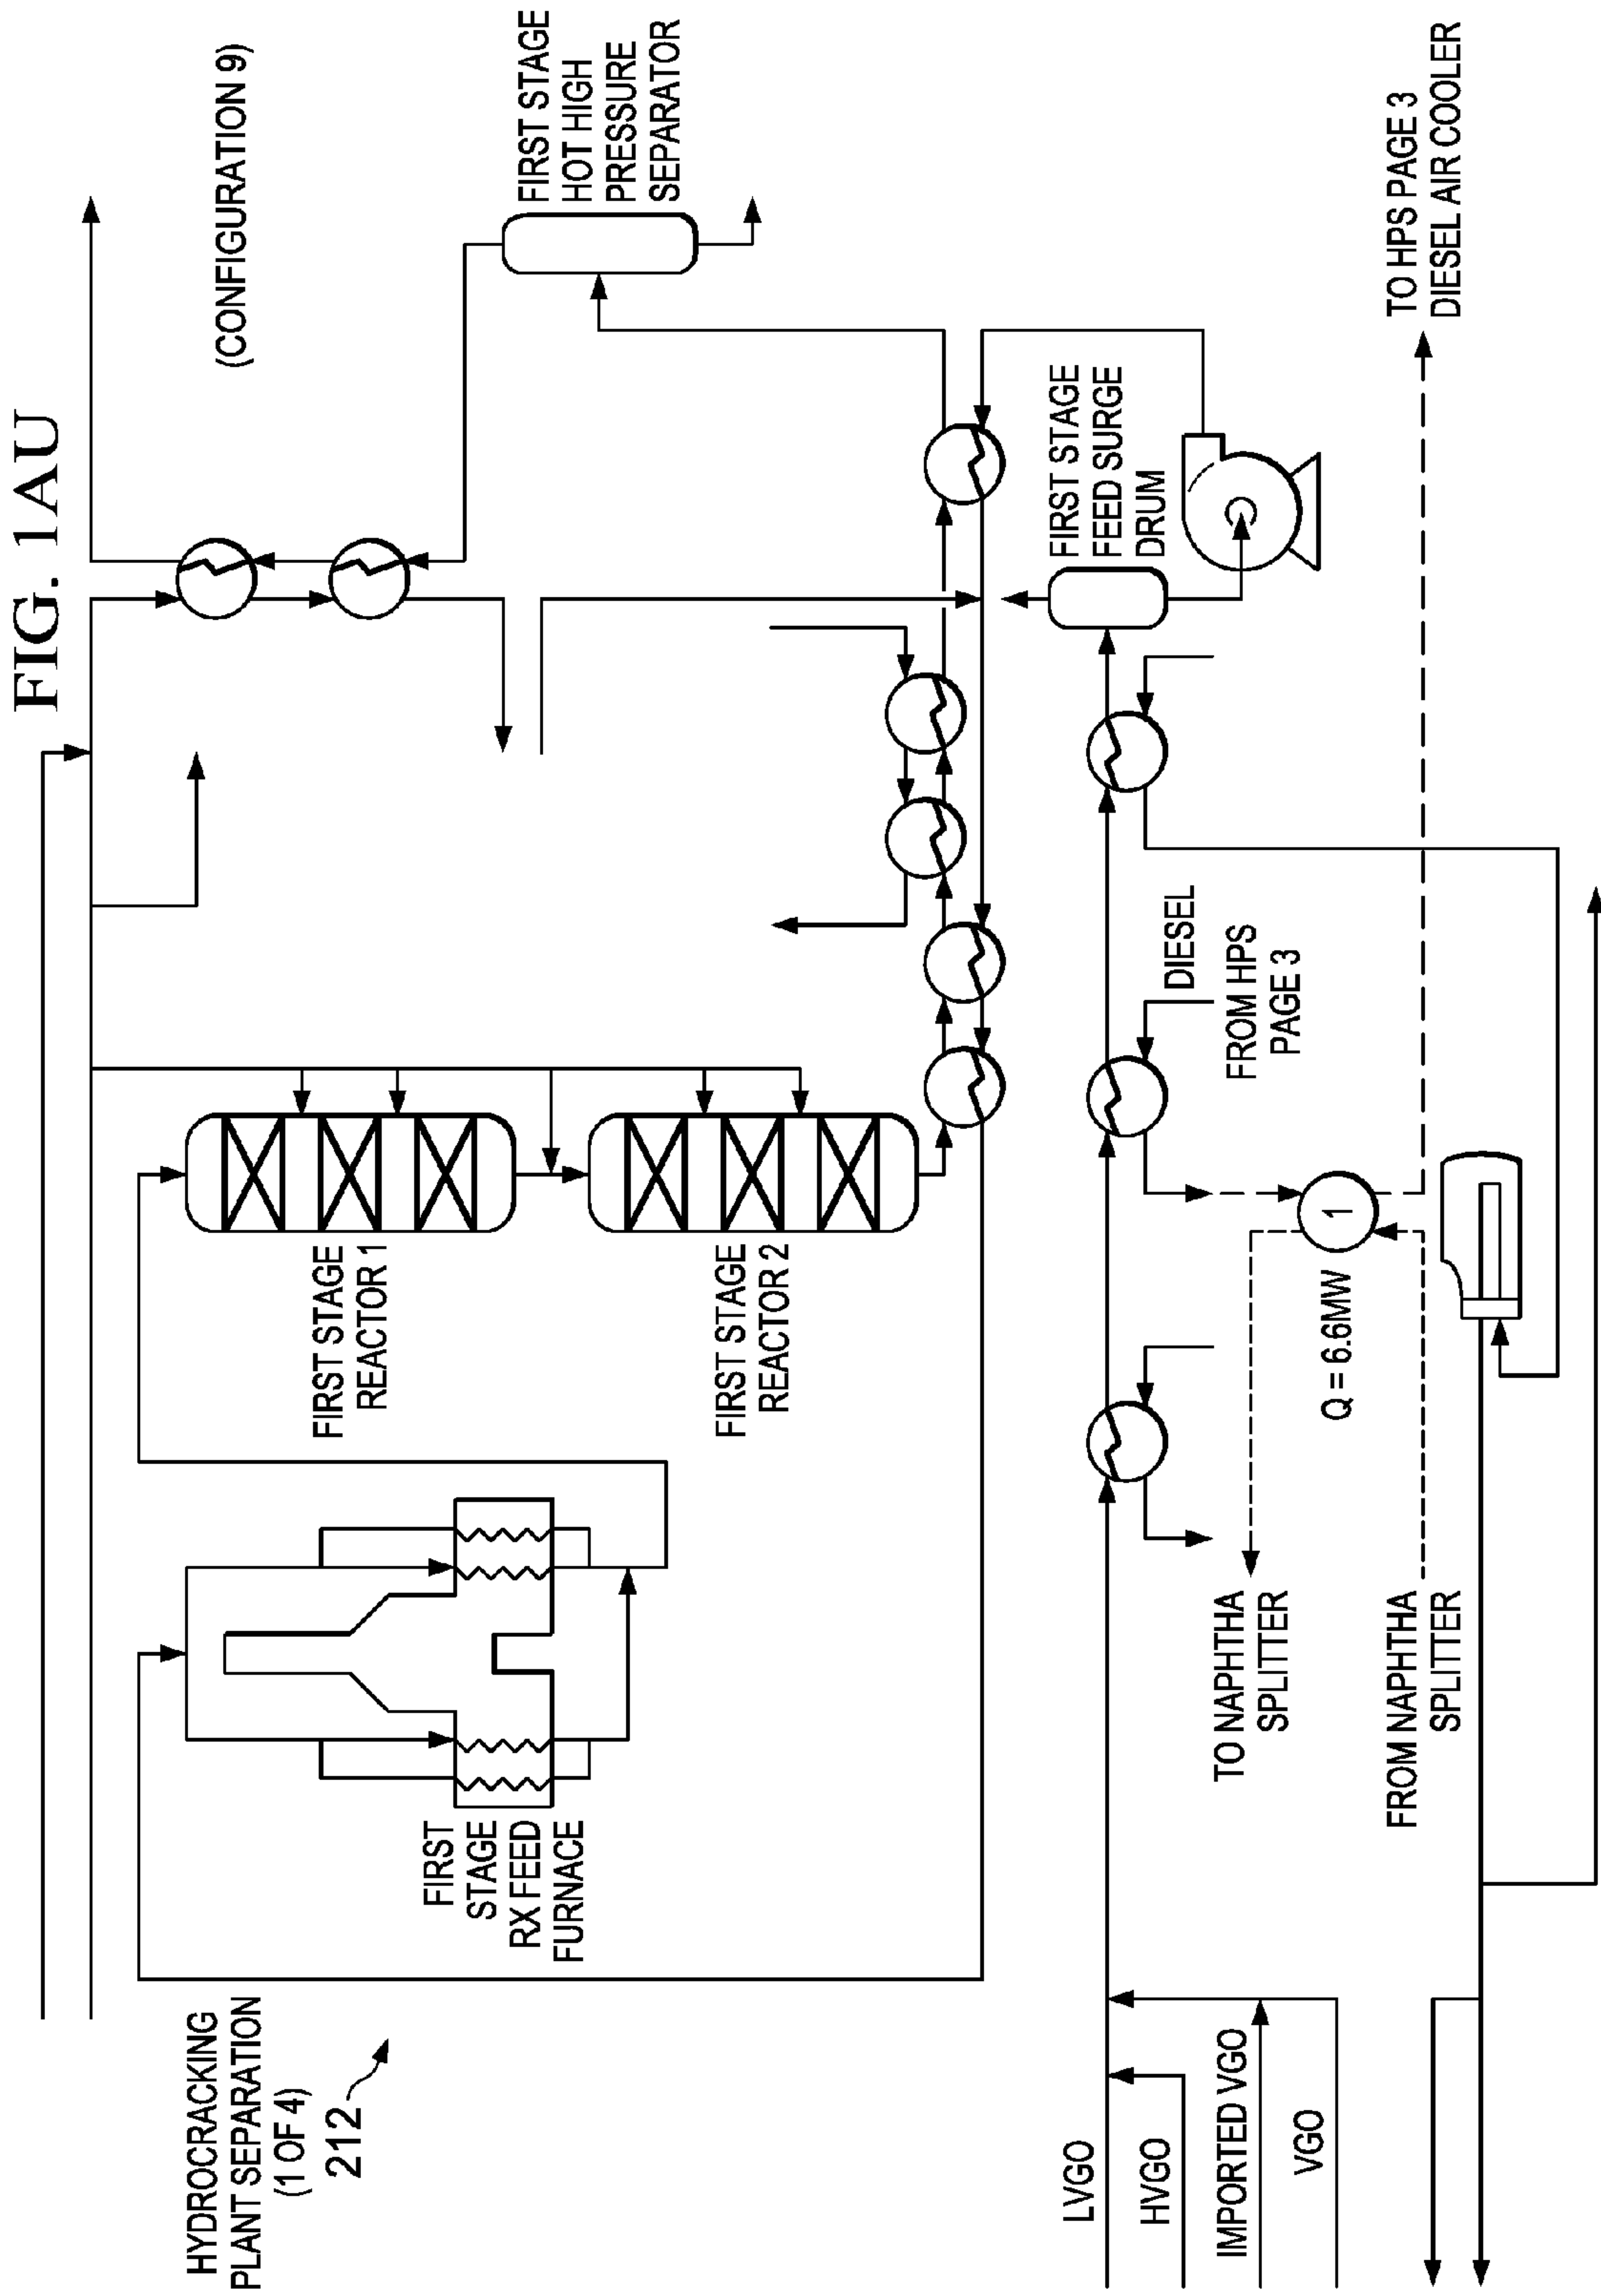 FIG. 1AU
(CONFIGURATION 9)
HYDROCRACKING
PLANT SEPARATION
(1 OF 4)
212
FIRST
STAGE
RX FEED
FURNACE
FIRST STAGE
REACTOR 1
FIRST STAGE
REACTOR 2
FIRST STAGE
HOT HIGH
PRESSURE
SEPARATOR
FIRST STAGE
FEED SURGE
DRUM
LVGO
HVGO
IMPORTED VGO
VGO
DIESEL
FROM HPS
PAGE 3
TO NAPHTHA
SPLITTER
Q = 6.6MW
1
FROM NAPHTHA
SPLITTER
TO HPS PAGE 3
DIESEL AIR COOLER